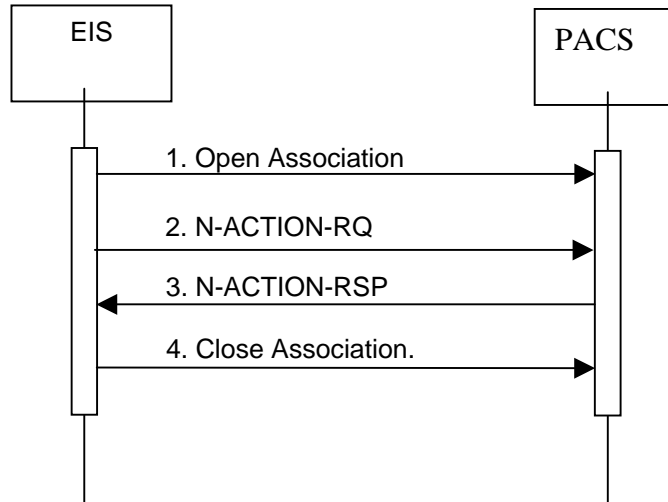 EIS
PACS
1. Open Association
2. N-ACTION-RQ
3. N-ACTION-RSP
4. Close Association.